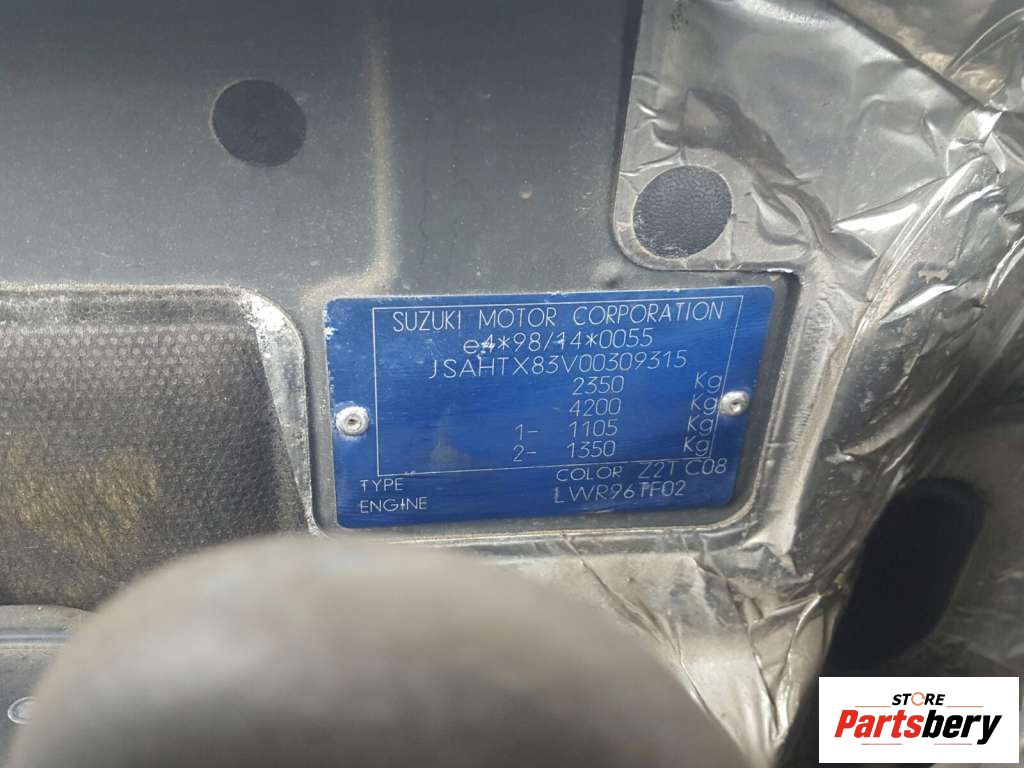 SUZUKI MOTOR CORPORATION
e4*98/14*0055
JSAHTX83V00309315
2350 Kg
4200 Kg
1- 1105 Kg
2- 1350 Kg
TYPE COLOR Z2T C08
ENGINE LWR96TF02
STORE
Partsbery